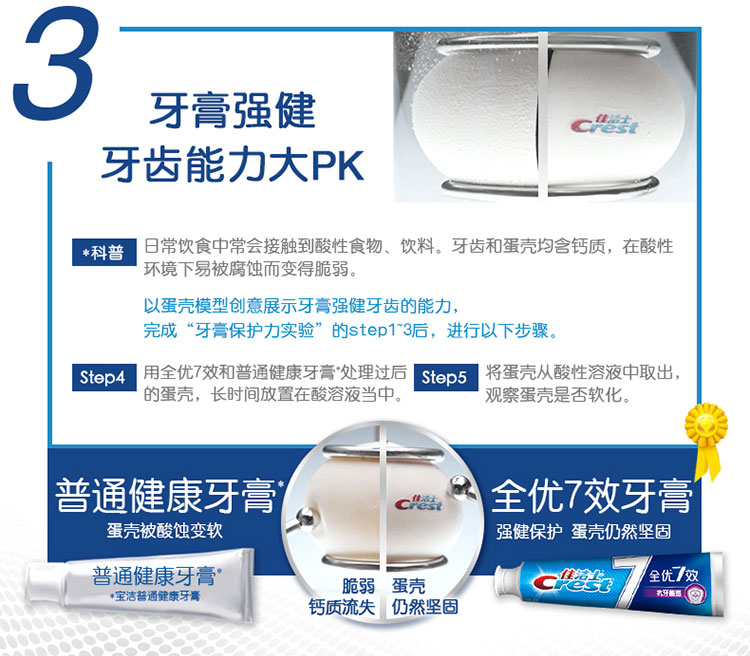 3
牙膏强健
牙齿能力大PK
佳洁士
Crest
*科普
日常饮食中常会接触到酸性食物、饮料。牙齿和蛋壳均含钙质，在酸性
环境下易被腐蚀而变得脆弱。
以蛋壳模型创意展示牙膏强健牙齿的能力，
完成“牙膏保护力实验”的step1~3后，进行以下步骤。
Step4
用全优7效和普通健康牙膏*处理过后
的蛋壳，长时间放置在酸溶液当中。
Step5
将蛋壳从酸性溶液中取出，
观察蛋壳是否软化。
普通健康牙膏*
蛋壳被酸蚀变软
佳洁士
Crest
全优7效牙膏
强健保护 蛋壳仍然坚固
普通健康牙膏*
*宝洁普通健康牙膏
脆弱
钙质流失
蛋壳
仍然坚固
佳洁士
Crest
7
全优7效
抗牙菌斑